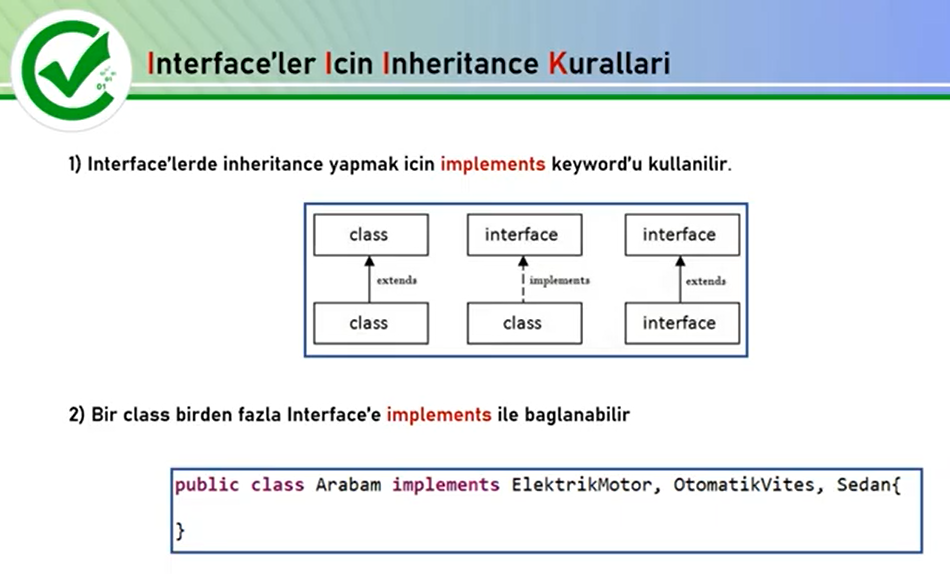 Interface'ler Icin Inheritance Kurallari
01
01
1) Interface'lerde inheritance yapmak icin implements keyword'u kullanilir.
class interface interface
extends implements extends
class class interface
2) Bir class birden fazla Interface'e implements ile baglanabilir
public class Arabam implements ElektrikMotor, OtomatikVites, Sedan{
}